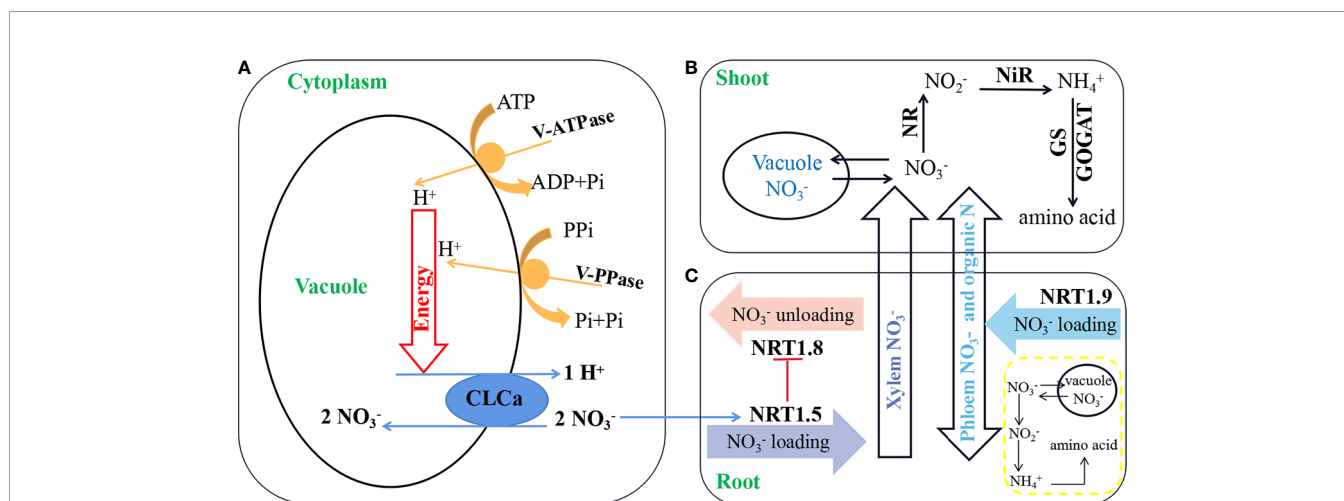 A
Cytoplasm
ATP
V-ATPase
ADP+Pi
H⁺
PPi
H⁺
V-PPase
Vacuole
Energy
Pi+Pi
1 H⁺
CLCa
2 NO₃⁻
2 NO₃⁻
B
Shoot
NO₂⁻
NiR
NH₄⁺
NR
GS
GOGAT
Vacuole
NO₃⁻
NO₃⁻
amino acid
C
NO₃⁻ unloading
NRT1.8
NRT1.5
NO₃⁻ loading
Root
Xylem NO₃⁻
Phloem NO₃⁻ and organic N
NRT1.9
NO₃⁻ loading
NO₃⁻
vacuole
NO₃⁻
NO₂⁻
amino acid
NH₄⁺